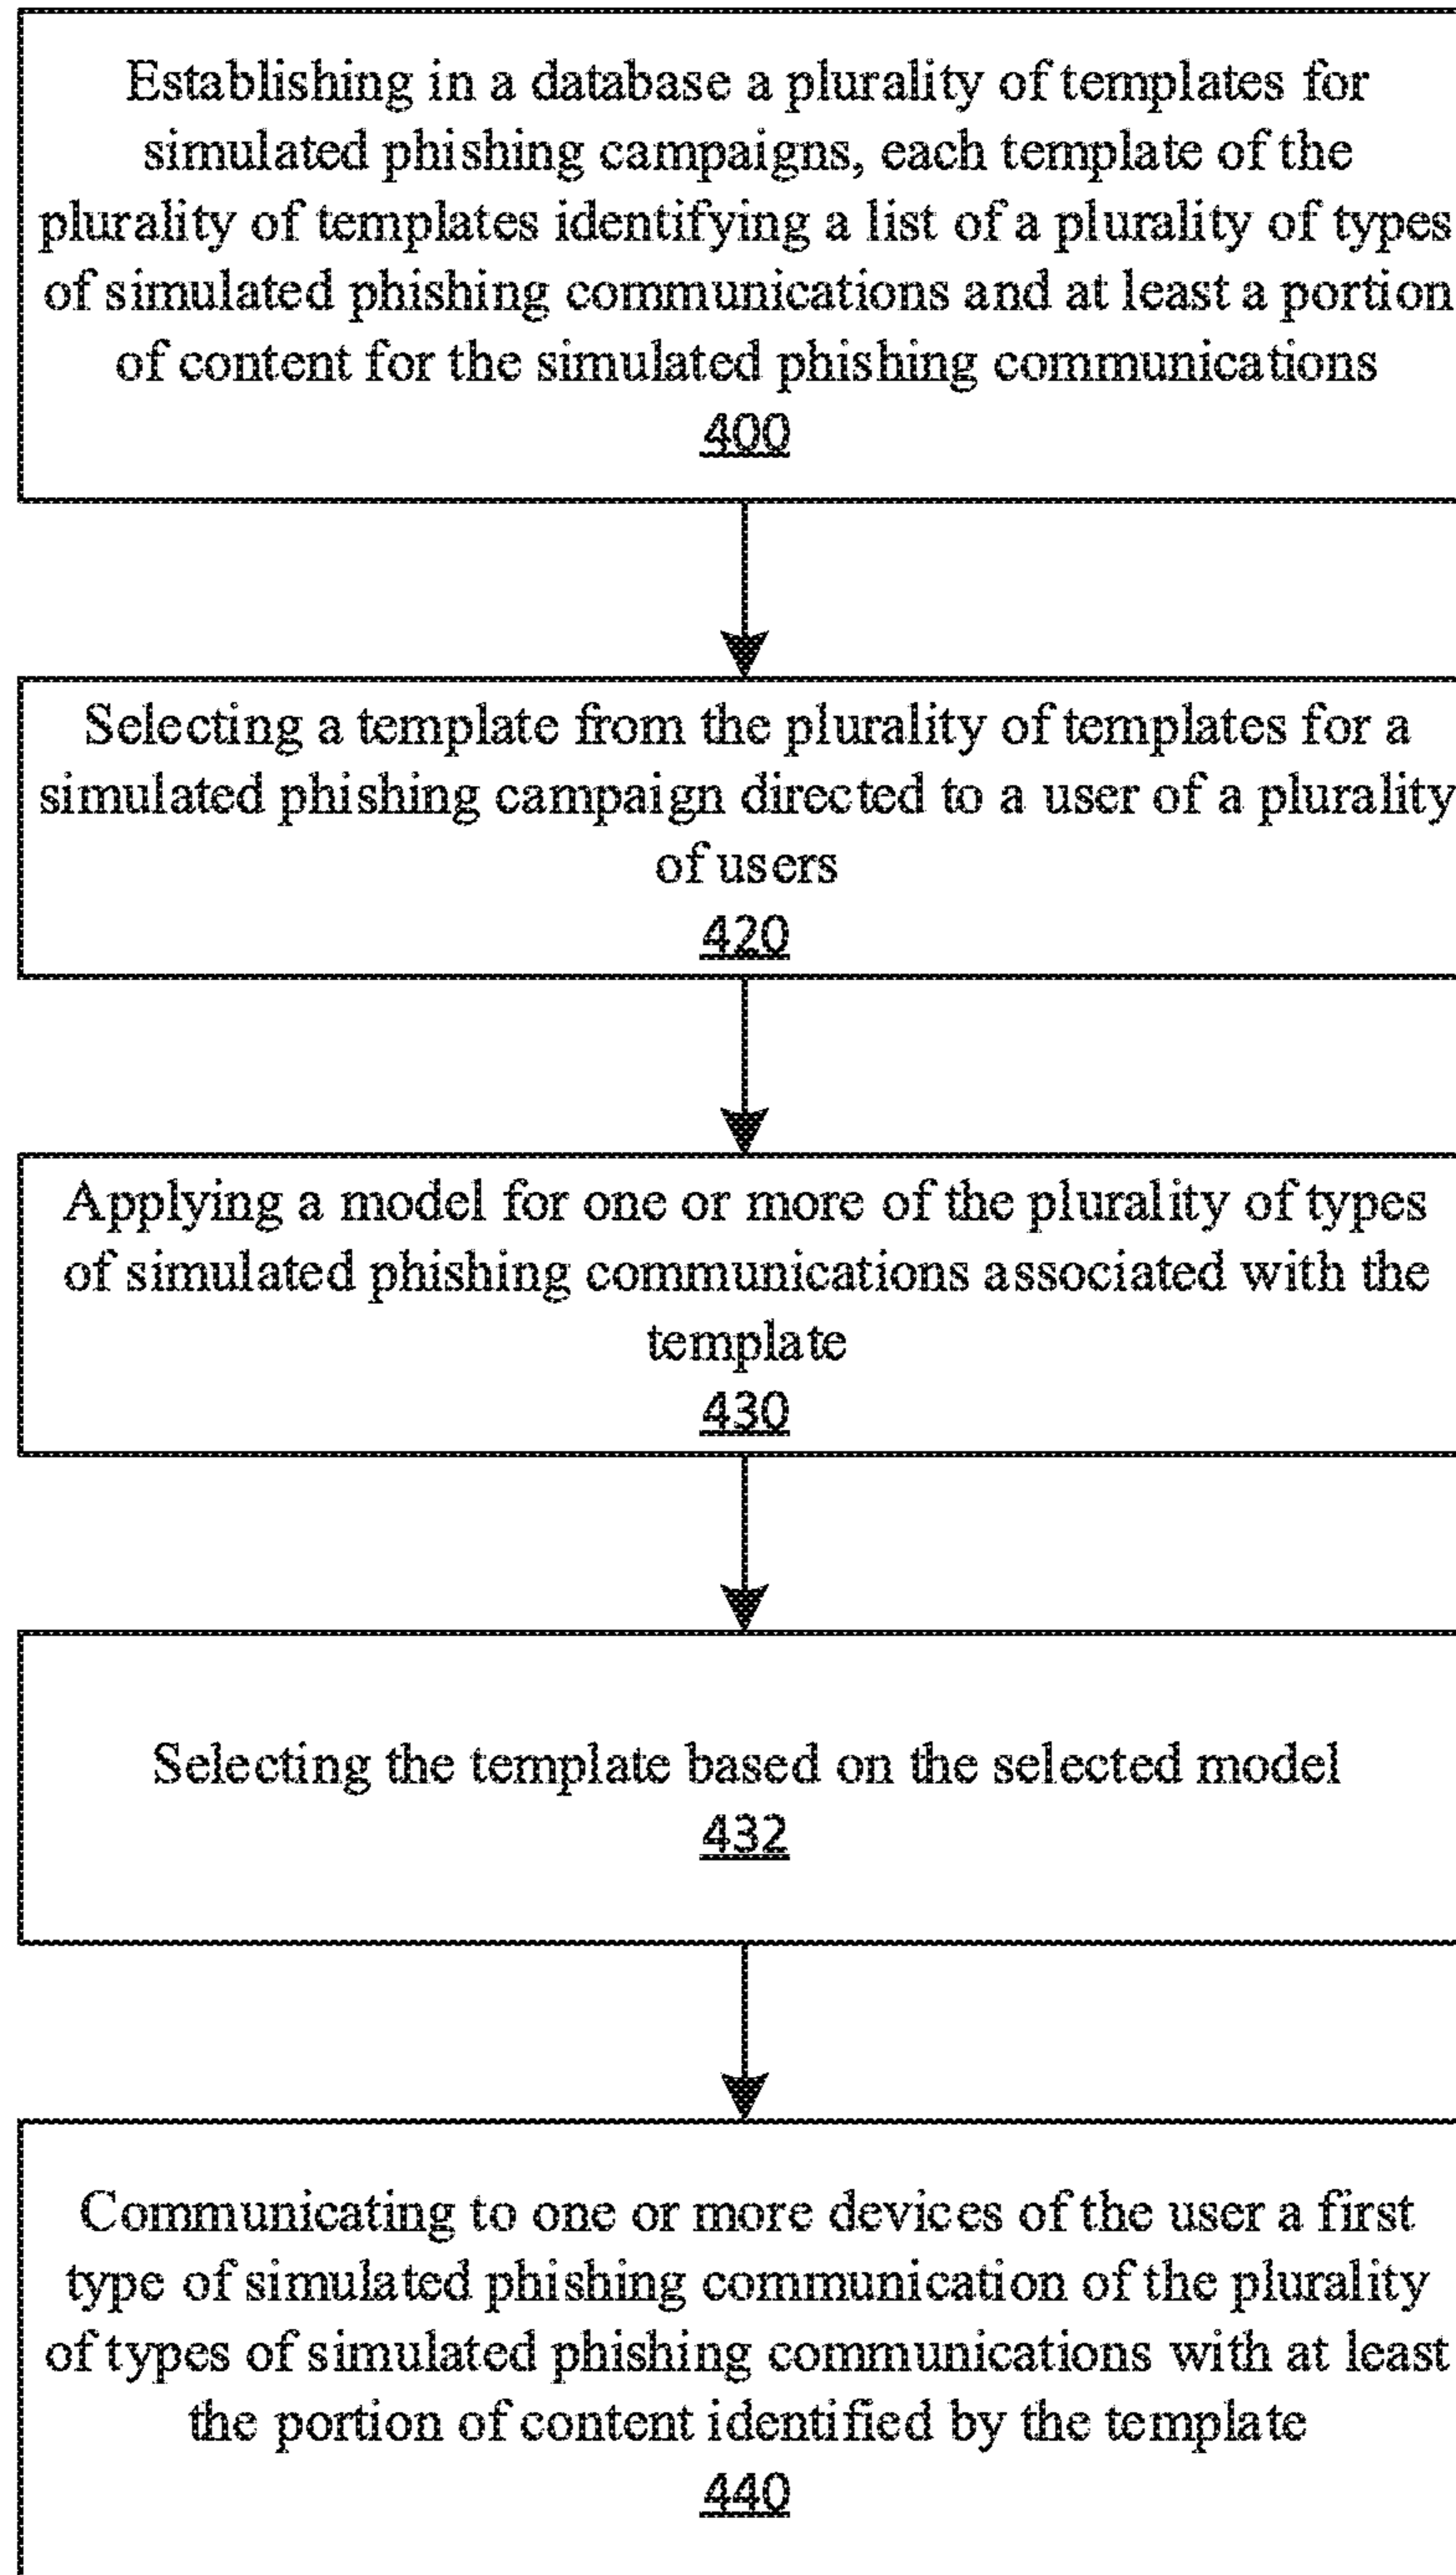 Establishing in a database a plurality of templates for
simulated phishing campaigns, each template of the
plurality of templates identifying a list of a plurality of types
of simulated phishing communications and at least a portion
of content for the simulated phishing communications
400
Selecting a template from the plurality of templates for a
simulated phishing campaign directed to a user of a plurality
of users
420
Applying a model for one or more of the plurality of types
of simulated phishing communications associated with the
template
430
Selecting the template based on the selected model
432
Communicating to one or more devices of the user a first
type of simulated phishing communication of the plurality
of types of simulated phishing communications with at least
the portion of content identified by the template
440